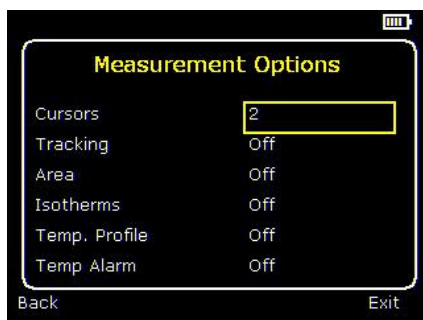 Measurement Options
Cursors 2
Tracking Off
Area Off
Isotherms Off
Temp. Profile Off
Temp Alarm Off
Back Exit